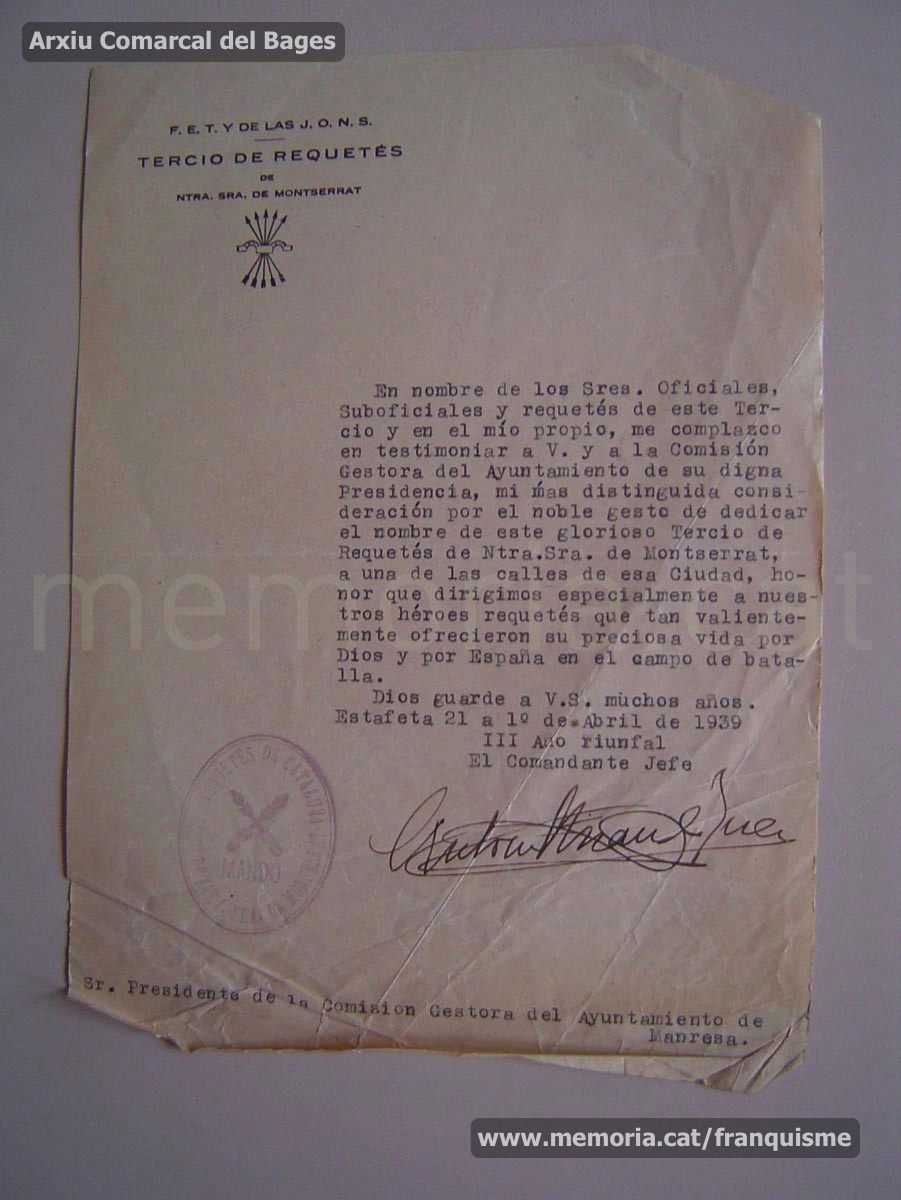 Arxiu Comarcal del Bages
F. E. T. Y DE LAS J. O. N. S.
TERCIO DE REQUETÉS
DE
NTRA. SRA. DE MONTSERRAT
En nombre de los Sres. Oficiales,
Suboficiales y requetés de este Ter-
cio y en el mío propio, me complazco
en testimoniar a V. y a la Comisión
Gestora del Ayuntamiento de su digna
Presidencia, mi ḿas distinguida consi-
deración por el noble gesto de dedicar
el nombre de este glorioso Tercio de
Requetés de Ntra.Sra. de Montserrat,
a una de las calles de esa Ciudad, ho-
nor que dirigimos especialmente a nues-
tros héroes requetés que tan valiente-
mente ofrecieron su preciosa vida por
Dios y por España en el campo de bata-
lla.
Dios guarde a V.S. muchos años.
Estafeta 21 a 1º de Abril de 1939
III Año riunfal
El Comandante Jefe
REQUETÉS DE CATALUÑA
MANDO
Sr. Presidente de la Comision Gestora del Ayuntamiento de
Manresa.
www.memoria.cat/franquisme